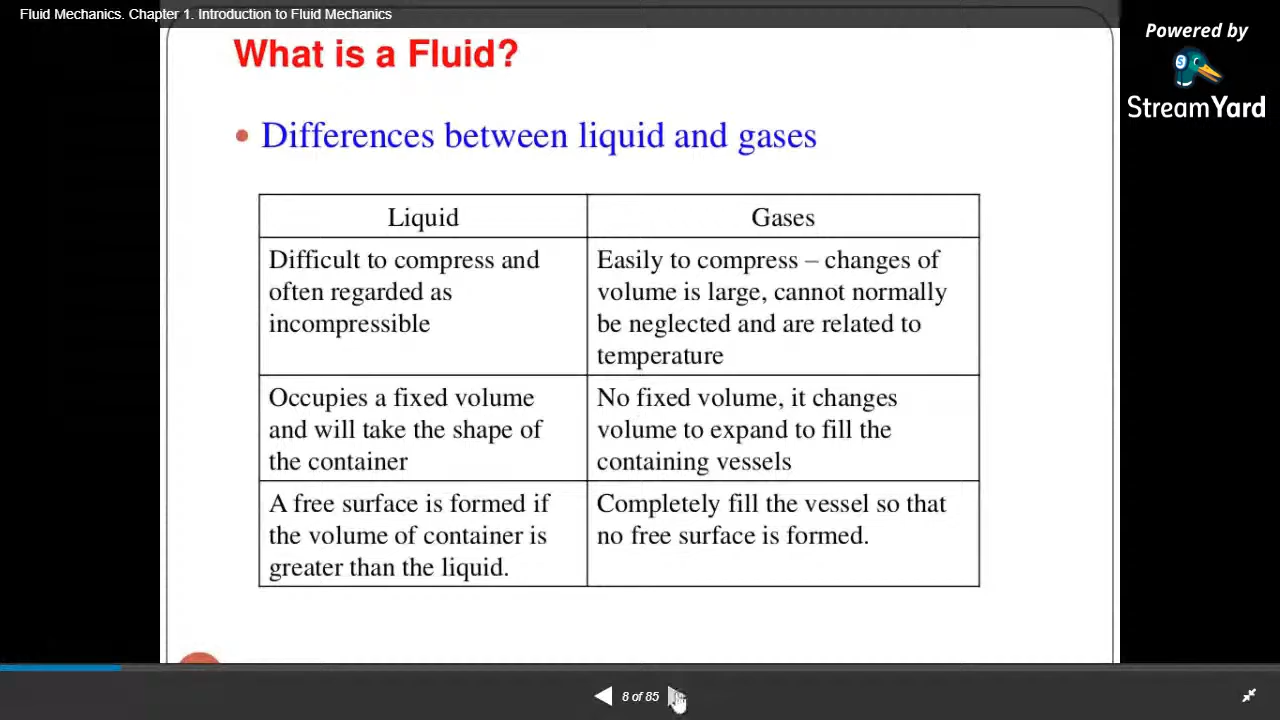 Fluid Mechanics. Chapter 1. Introduction to Fluid Mechanics
Powered by
StreamYard
What is a Fluid?
• Differences between liquid and gases
Liquid
Gases
Difficult to compress and
often regarded as
incompressible
Easily to compress – changes of
volume is large, cannot normally
be neglected and are related to
temperature
Occupies a fixed volume
and will take the shape of
the container
No fixed volume, it changes
volume to expand to fill the
containing vessels
A free surface is formed if
the volume of container is
greater than the liquid.
Completely fill the vessel so that
no free surface is formed.
8 of 85